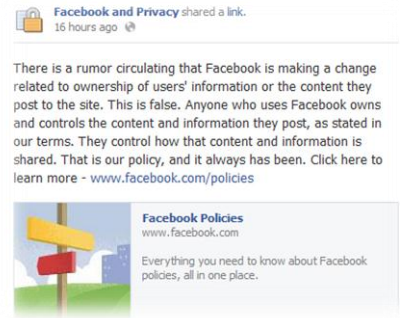 Facebook and Privacy shared a link.
16 hours ago
There is a rumor circulating that Facebook is making a change
related to ownership of users' information or the content they
post to the site. This is false. Anyone who uses Facebook owns
and controls the content and information they post, as stated in
our terms. They control how that content and information is
shared. That is our policy, and it always has been. Click here to
learn more - www.facebook.com/policies
Facebook Policies
www.facebook.com
Everything you need to know about Facebook
policies, all in one place.